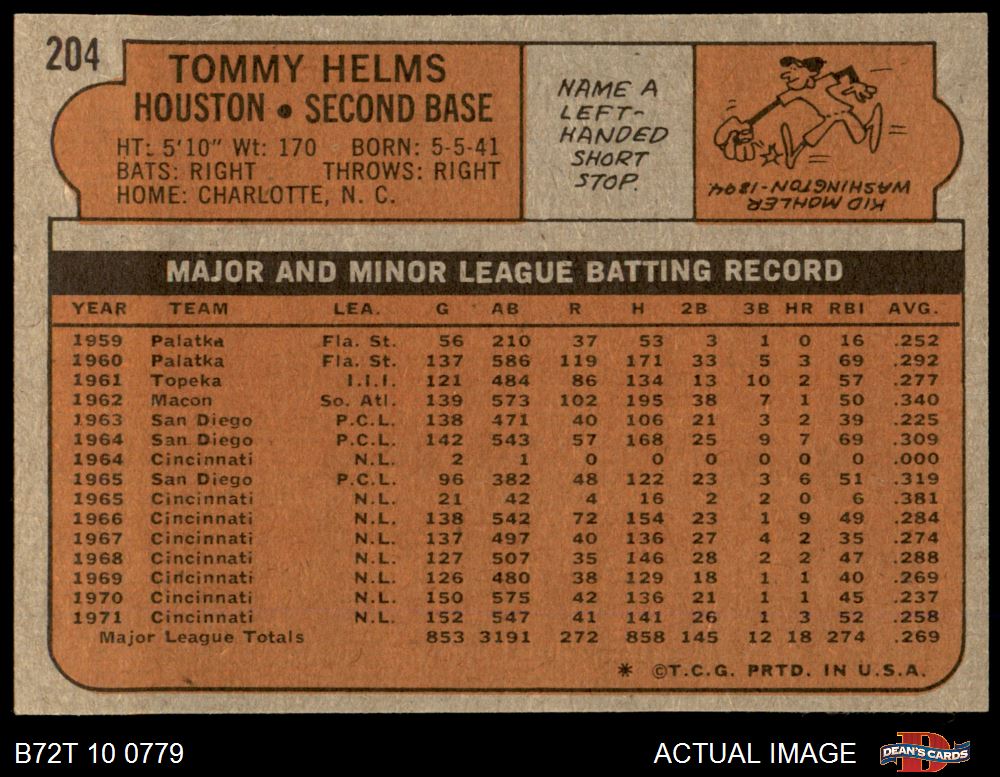 204
TOMMY HELMS
HOUSTON • SECOND BASE
HT: 5'10" Wt: 170 BORN: 5-5-41
BATS: RIGHT THROWS: RIGHT
HOME: CHARLOTTE, N. C.
NAME A
LEFT-
HANDED
SHORT
STOP.
KID MOHLER
WASHINGTON-1894
MAJOR AND MINOR LEAGUE BATTING RECORD
YEAR TEAM LEA. G AB R H 2B 3B HR RBI AVG.
1959 Palatka Fla. St. 56 210 37 53 3 1 0 16 .252
1960 Palatka Fla. St. 137 586 119 171 33 5 3 69 .292
1961 Topeka I.I.I. 121 484 86 134 13 10 2 57 .277
1962 Macon So. Atl. 139 573 102 195 38 7 1 50 .340
1963 San Diego P.C.L. 138 471 40 106 21 3 2 39 .225
1964 San Diego P.C.L. 142 543 57 168 25 9 7 69 .309
1964 Cincinnati N.L. 2 1 0 0 0 0 0 0 .000
1965 San Diego P.C.L. 96 382 48 122 23 3 6 51 .319
1965 Cincinnati N.L. 21 42 4 16 2 2 0 6 .381
1966 Cincinnati N.L. 138 542 72 154 23 1 9 49 .284
1967 Cincinnati N.L. 137 497 40 136 27 4 2 35 .274
1968 Cincinnati N.L. 127 507 35 146 28 2 2 47 .288
1969 Cincinnati N.L. 126 480 38 129 18 1 1 40 .269
1970 Cincinnati N.L. 150 575 42 136 21 1 1 45 .237
1971 Cincinnati N.L. 152 547 41 141 26 1 3 52 .258
Major League Totals 853 3191 272 858 145 12 18 274 .269
* ©T.C.G. PRTD. IN U.S.A.
B72T 10 0779
ACTUAL IMAGE
D
DEAN'S CARDS